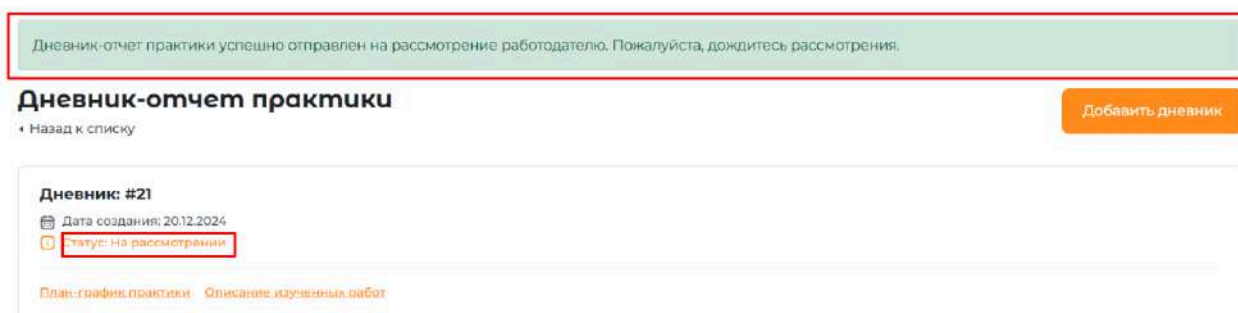 Дневник-отчет практики успешно отправлен на рассмотрение работодателю. Пожалуйста, дождитесь рассмотрения.
Дневник-отчет практики
Добавить дневник
Назад к списку
Дневник: #21
Дата создания: 20.12.2024
Статус: На рассмотрении
План-график практики Описание изученных работ